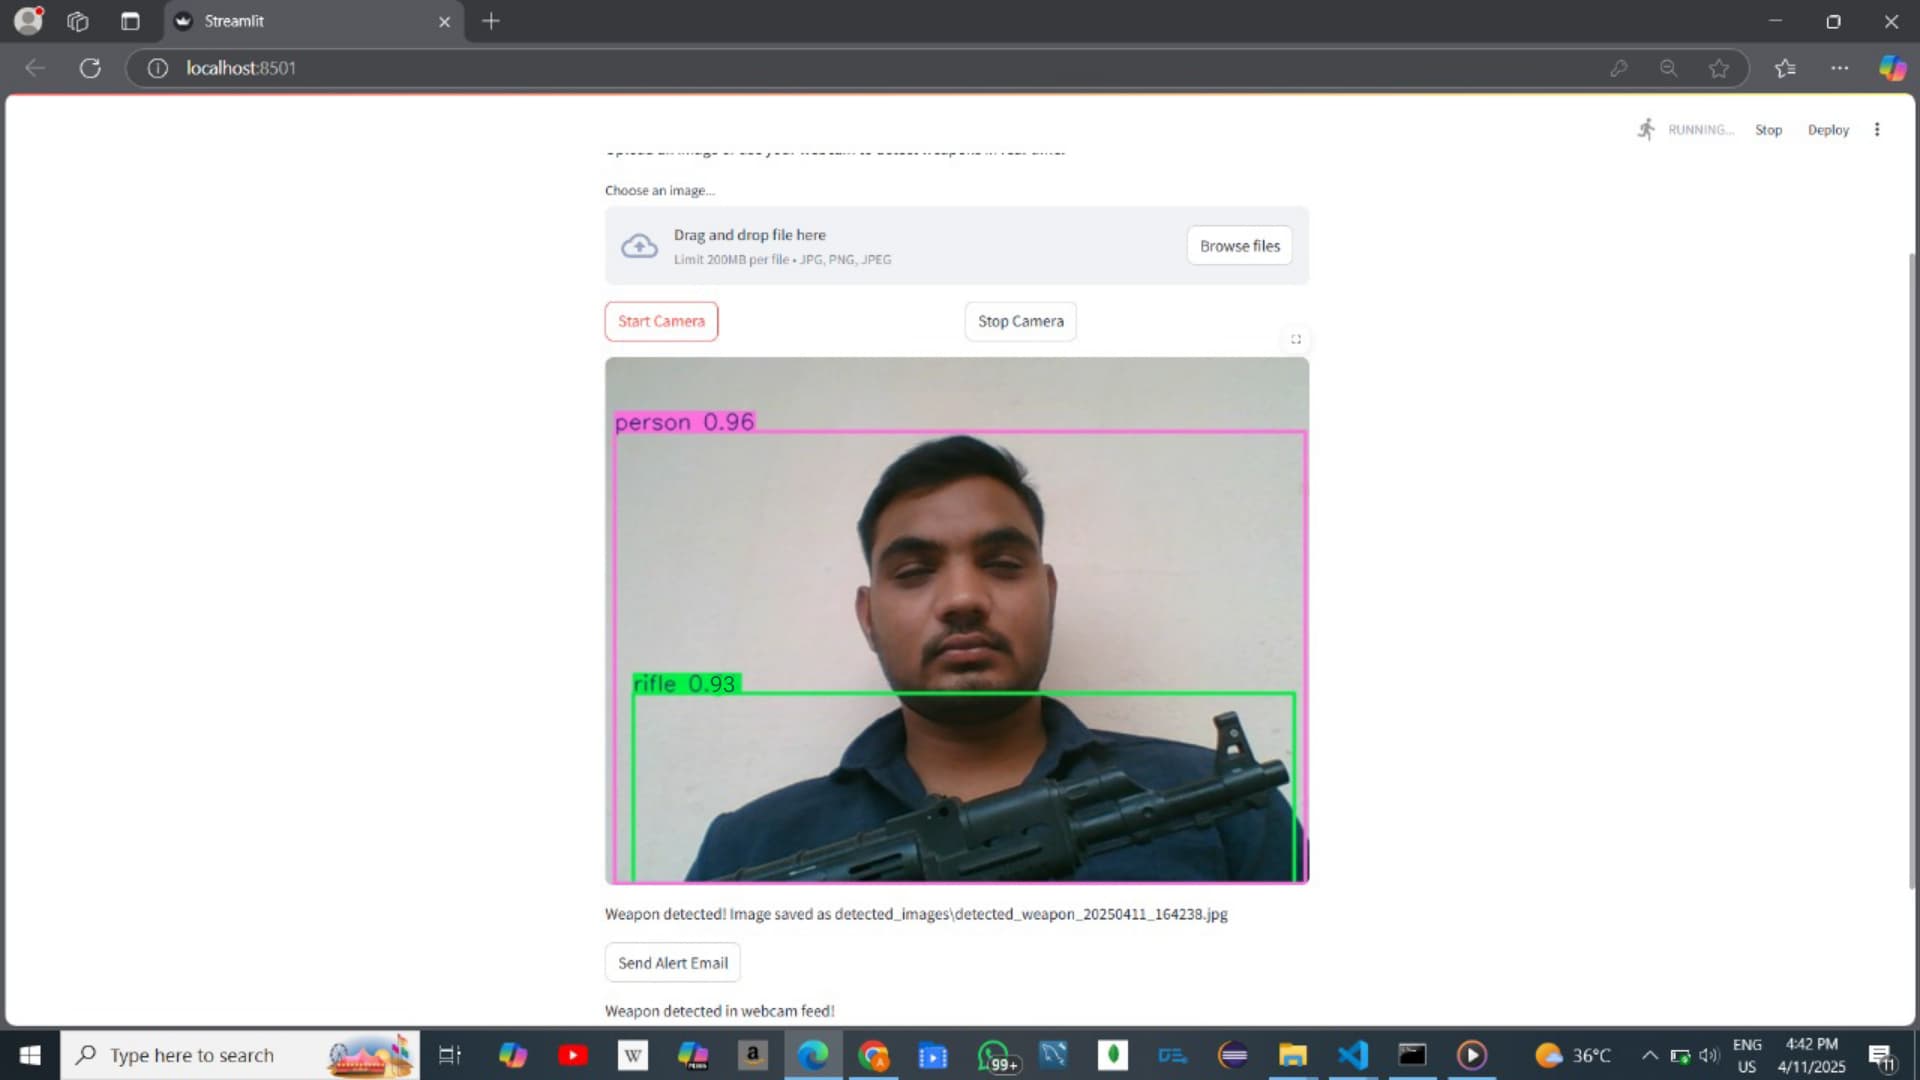 Streamlit
localhost:8501
RUNNING...
Stop
Deploy
Choose an image...
Drag and drop file here
Limit 200MB per file • JPG, PNG, JPEG
Browse files
Start Camera
Stop Camera
person 0.96
rifle 0.93
Weapon detected! Image saved as detected_images\detected_weapon_20250411_164238.jpg
Send Alert Email
Weapon detected in webcam feed!
Type here to search
W
a
99+
36°C
ENG
US
4:42 PM
4/11/2025
11